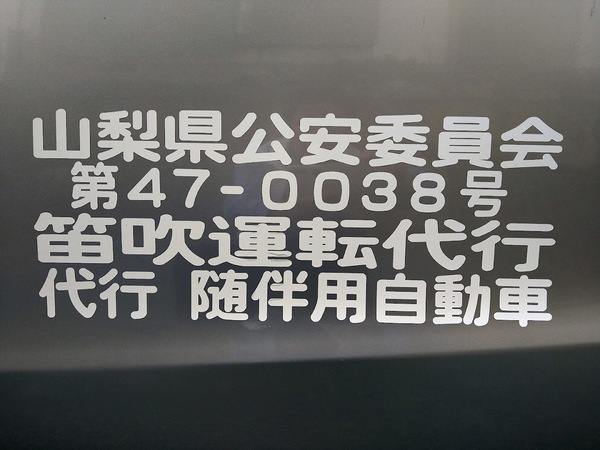 山梨県公安委員会
第47-0038号
笛吹運転代行
代行 随伴用自動車